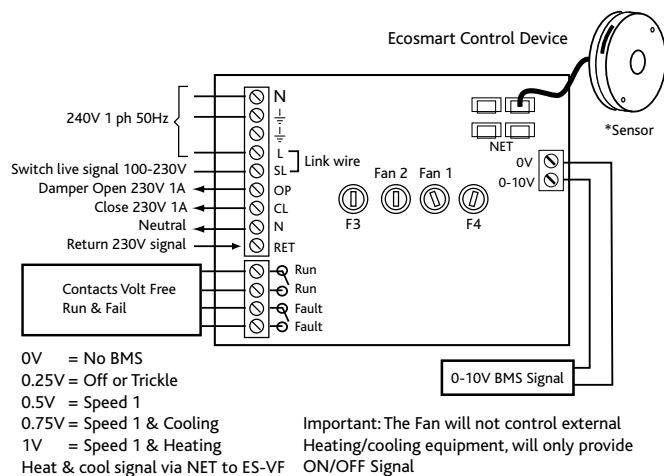 Ecosmart Control Device
*Sensor
240V 1 ph 50Hz
N
L
Link wire
Switch live signal 100-230V
SL
Damper Open 230V 1A
OP
Close 230V 1A
CL
Neutral
N
Return 230V signal
RET
NET
0V
0-10V
Fan 2 Fan 1
F3
F4
Contacts Volt Free
Run & Fail
Run
Run
Fault
Fault
0-10V BMS Signal
0V = No BMS
0.25V = Off or Trickle
0.5V = Speed 1
0.75V = Speed 1 & Cooling
1V = Speed 1 & Heating
Heat & cool signal via NET to ES-VF
Important: The Fan will not control external
Heating/cooling equipment, will only provide
ON/OFF Signal